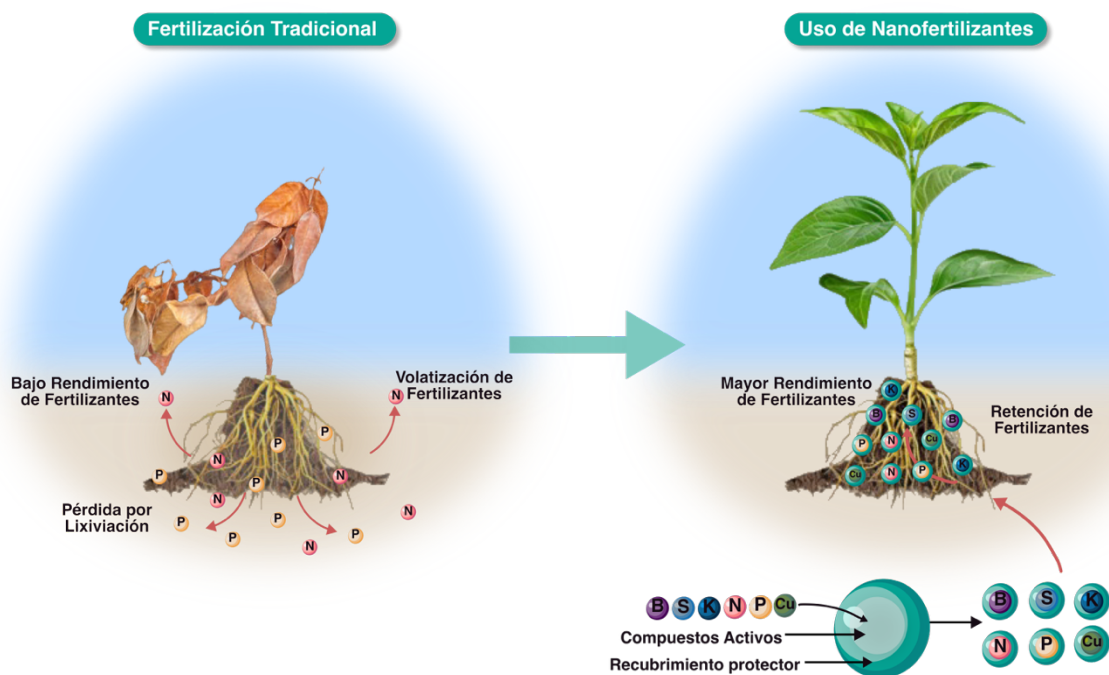 Fertilización Tradicional
Bajo Rendimiento
de Fertilizantes
Volatización de
Fertilizantes
N
N
P
P
N
P
N
P
N
Pérdida por
Lixiviación
P
P
P
N
P
N
Uso de Nanofertilizantes
Mayor Rendimiento
de Fertilizantes
Retención de
Fertilizantes
K
B
S
B
P
N
Cu
Cu
N
P
K
B S K N P Cu
Compuestos Activos
Recubrimiento protector
B S K
N P Cu